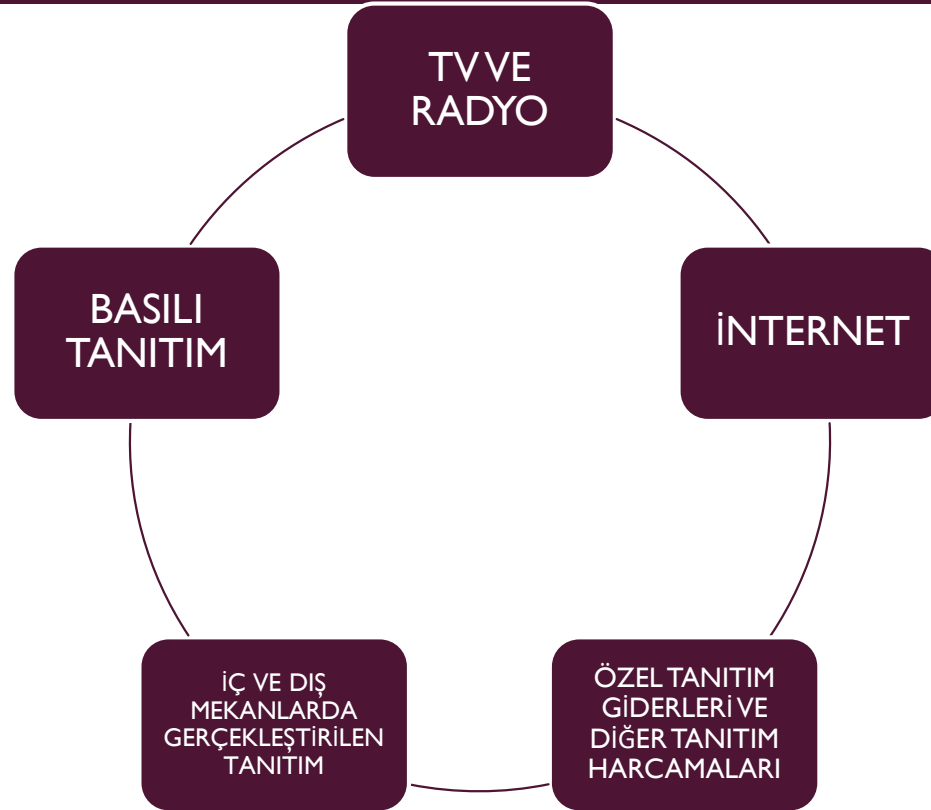 TV VE
RADYO
İNTERNET
ÖZEL TANITIM
GİDERLERİ VE
DİĞER TANITIM
HARCAMALARI
İÇ VE DIŞ
MEKANLARDA
GERÇEKLEŞTİRİLEN
TANITIM
BASILI
TANITIM